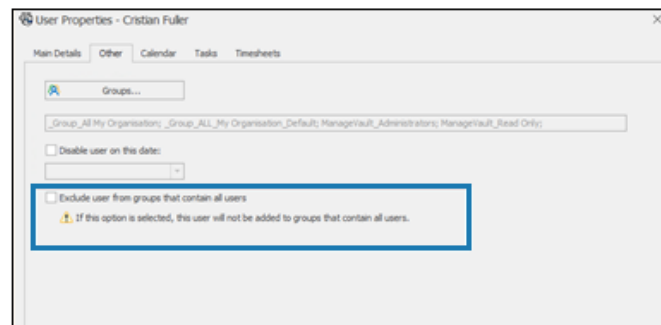 User Properties - Cristian Fuller
Main Details Other Calendar Tasks Timesheets
Groups...
_Group_All My Organisation; _Group_ALL_My Organisation_Default; ManageVault_Administrators; ManageVault_Read Only;
Disable user on this date:
Exclude user from groups that contain all users
If this option is selected, this user will not be added to groups that contain all users.